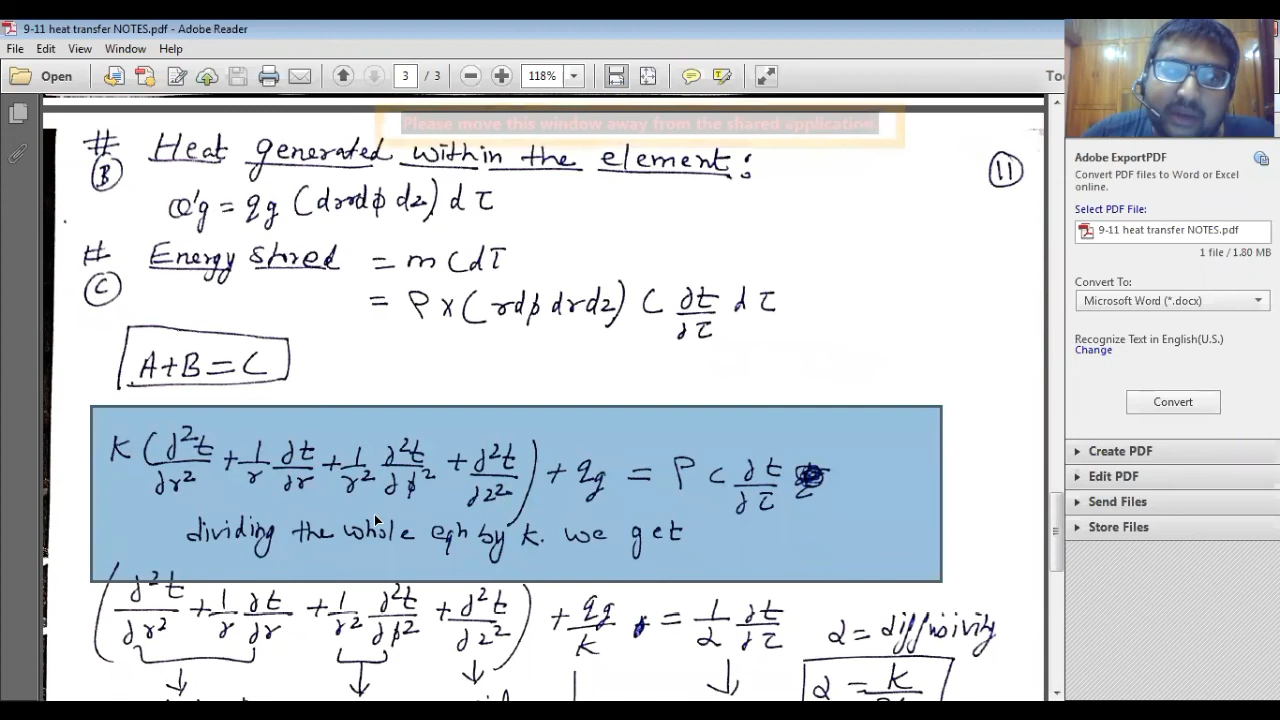 9-11 heat transfer NOTES.pdf - Adobe Reader
File Edit View Window Help
Open 3 / 3 118%
Please move this window away from the shared application
# Heat generated within the element:
B
11
Q'g = qg (dr rdϕ dz) dτ
# Energy stored = m C dT
C
= ρ × (rdϕ dr dz) C ∂t/∂τ dτ
A+B=C
K (∂²t/∂r² + 1/r ∂t/∂r + 1/r² ∂²t/∂ϕ² + ∂²t/∂z²) + qg = ρ C ∂t/∂τ
dividing the whole eqn by k. we get
(∂²t/∂r² + 1/r ∂t/∂r + 1/r² ∂²t/∂ϕ² + ∂²t/∂z²) + qg/k = 1/α ∂t/∂τ
α = diffusivity
α = K
Adobe ExportPDF
Convert PDF files to Word or Excel
online.
Select PDF File:
9-11 heat transfer NOTES.pdf
1 file / 1.80 MB
Convert To:
Microsoft Word (*.docx)
Recognize Text in English(U.S.)
Change
Convert
Create PDF
Edit PDF
Send Files
Store Files